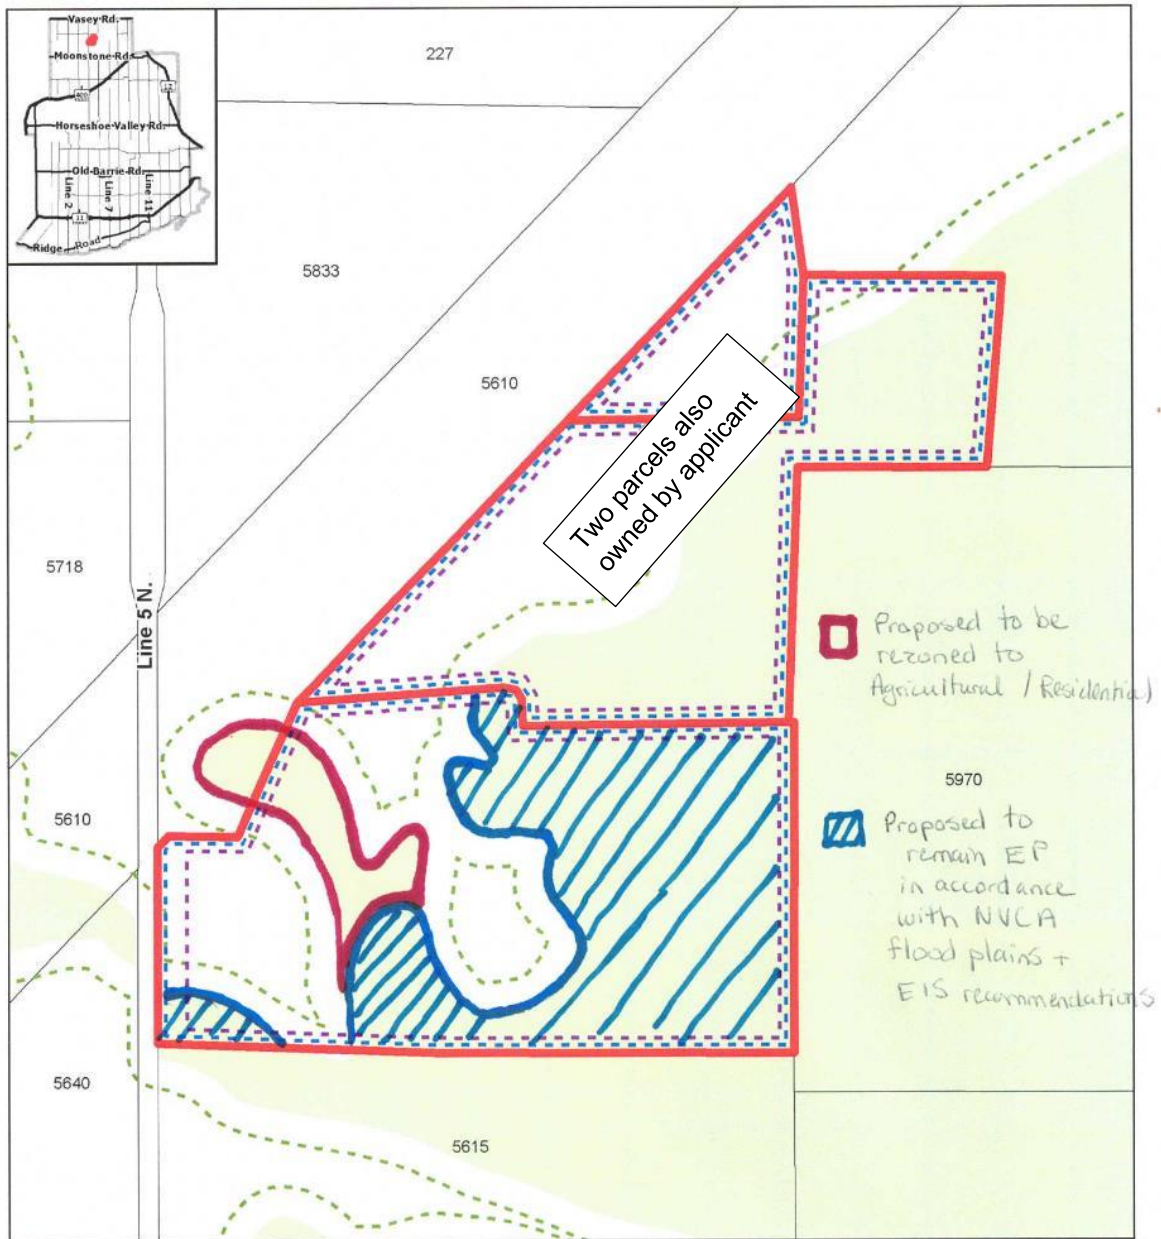 Vasey Rd.
Moonstone Rd.
400
12
Horseshoe Valley Rd.
Old Barrie Rd.
Line 2
Line 7
Line 11
11
Ridge Road
227
5833
5610
Two parcels also
owned by applicant
5718
Line 5 N.
Proposed to be
rezoned to
Agricultural / Residential
5970
5610
Proposed to
remain EP
in accordance
with NVCA
flood plains +
EIS recommendations
5640
5615